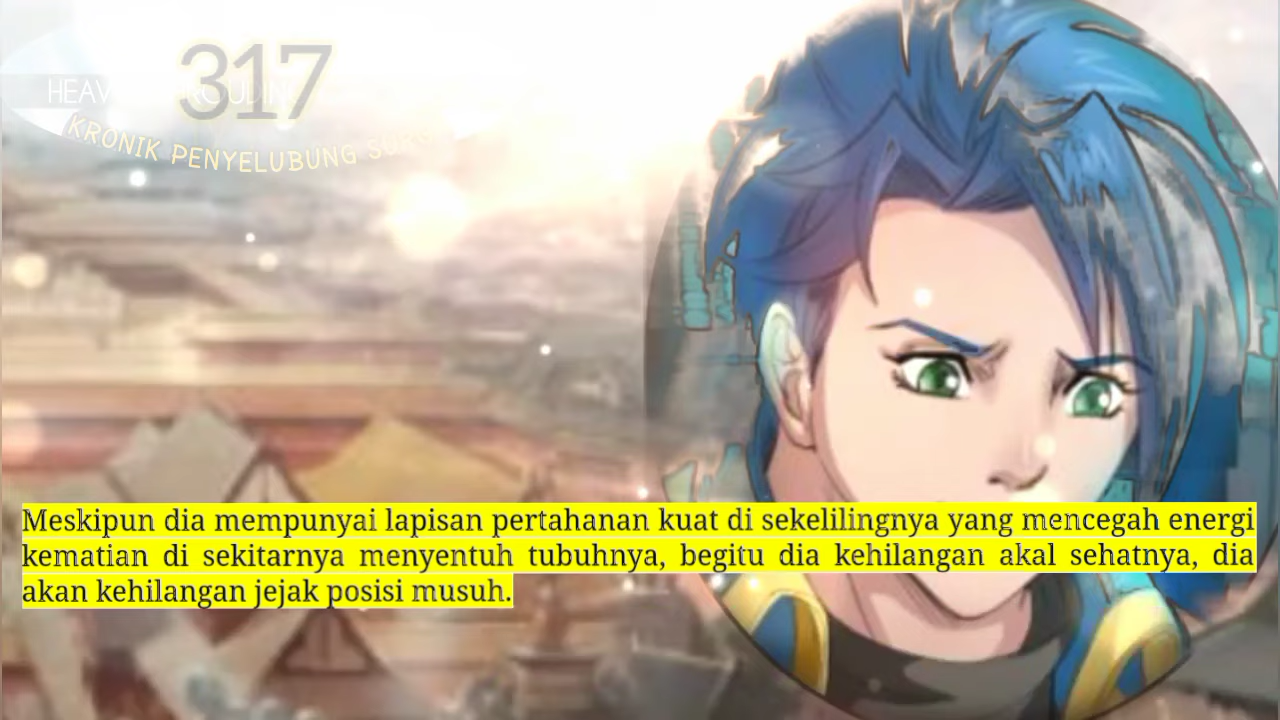 317
KRONIK PENYELUBUNG
Meskipun dia mempunyai lapisan pertahanan kuat di sekelilingnya yang mencegah energi
kematian di sekitarnya menyentuh tubuhnya, begitu dia kehilangan akal sehatnya, dia
akan kehilangan jejak posisi musuh.